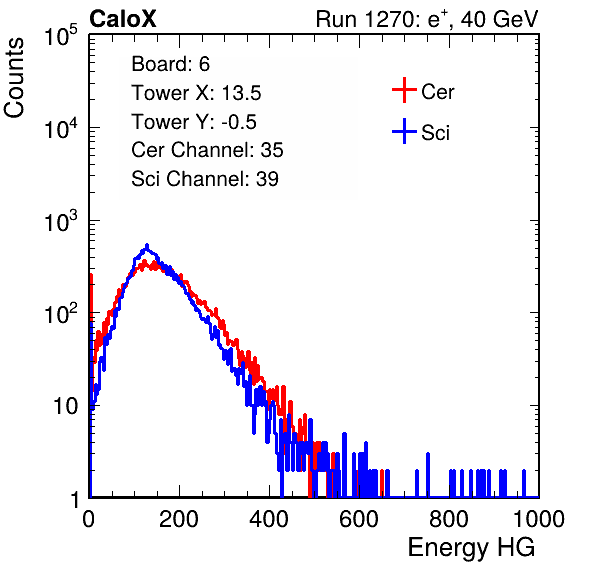 CaloX Run 1270: e⁺, 40 GeV
Counts
10⁵
10⁴
10³
10²
10
1
Board: 6
Tower X: 13.5
Tower Y: -0.5
Cer Channel: 35
Sci Channel: 39
Cer
Sci
0 200 400 600 800 1000
Energy HG